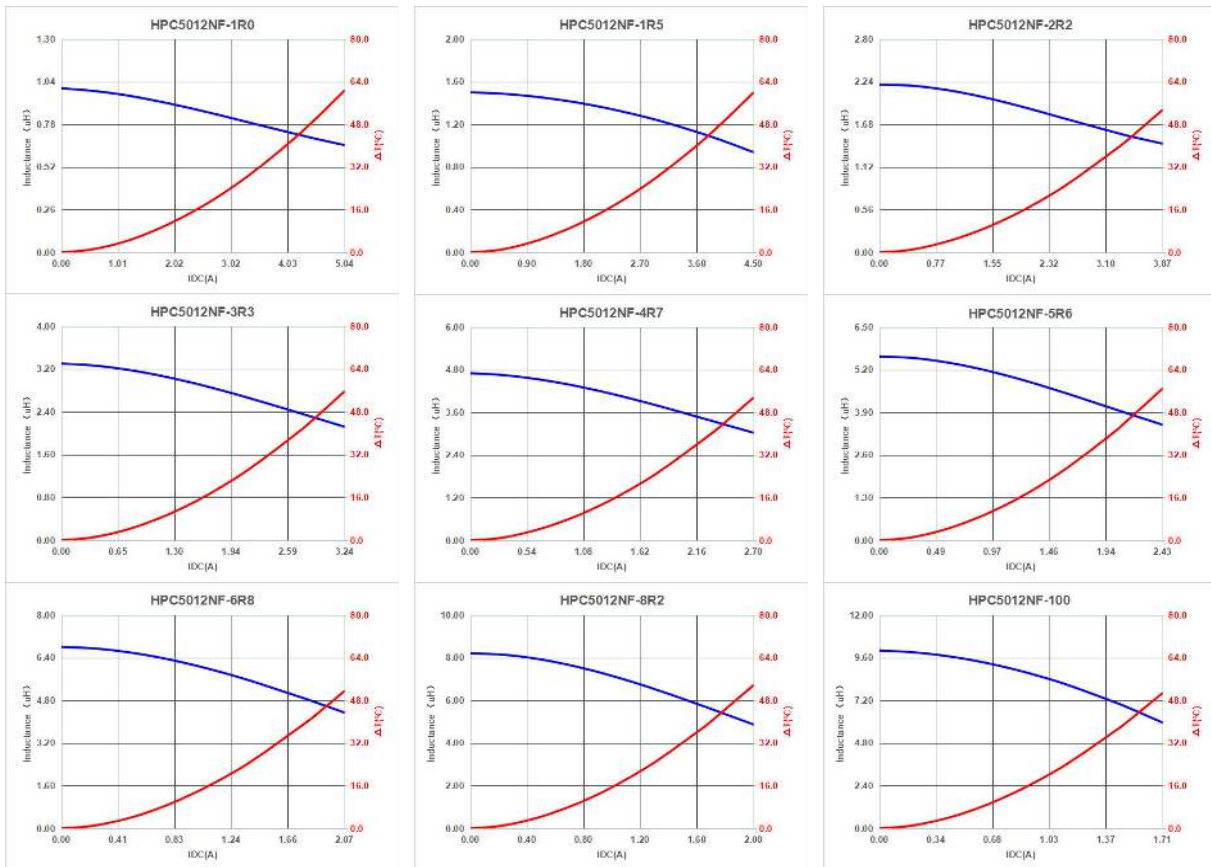 HPC5012NF-1R0
1.30
1.04
0.78
0.52
0.26
0.00
Inductance (uH)
80.0
64.0
48.0
32.0
16.0
0.0
ΔT(℃)
0.00 1.01 2.02 3.02 4.03 5.04
IDC(A)
HPC5012NF-1R5
2.00
1.60
1.20
0.80
0.40
0.00
Inductance (uH)
80.0
64.0
48.0
32.0
16.0
0.0
ΔT(℃)
0.00 0.90 1.80 2.70 3.60 4.50
IDC(A)
HPC5012NF-2R2
2.80
2.24
1.68
1.12
0.56
0.00
Inductance (uH)
80.0
64.0
48.0
32.0
16.0
0.0
ΔT(℃)
0.00 0.77 1.55 2.32 3.10 3.87
IDC(A)
HPC5012NF-3R3
4.00
3.20
2.40
1.60
0.80
0.00
Inductance (uH)
80.0
64.0
48.0
32.0
16.0
0.0
ΔT(℃)
0.00 0.65 1.30 1.94 2.59 3.24
IDC(A)
HPC5012NF-4R7
6.00
4.80
3.60
2.40
1.20
0.00
Inductance (uH)
80.0
64.0
48.0
32.0
16.0
0.0
ΔT(℃)
0.00 0.54 1.08 1.62 2.16 2.70
IDC(A)
HPC5012NF-5R6
6.50
5.20
3.90
2.60
1.30
0.00
Inductance (uH)
80.0
64.0
48.0
32.0
16.0
0.0
ΔT(℃)
0.00 0.49 0.97 1.46 1.94 2.43
IDC(A)
HPC5012NF-6R8
8.00
6.40
4.80
3.20
1.60
0.00
Inductance (uH)
80.0
64.0
48.0
32.0
16.0
0.0
ΔT(℃)
0.00 0.41 0.83 1.24 1.66 2.07
IDC(A)
HPC5012NF-8R2
10.00
8.00
6.00
4.00
2.00
0.00
Inductance (uH)
80.0
64.0
48.0
32.0
16.0
0.0
ΔT(℃)
0.00 0.40 0.80 1.20 1.60 2.00
IDC(A)
HPC5012NF-100
12.00
9.60
7.20
4.80
2.40
0.00
Inductance (uH)
80.0
64.0
48.0
32.0
16.0
0.0
ΔT(℃)
0.00 0.34 0.68 1.03 1.37 1.71
IDC(A)